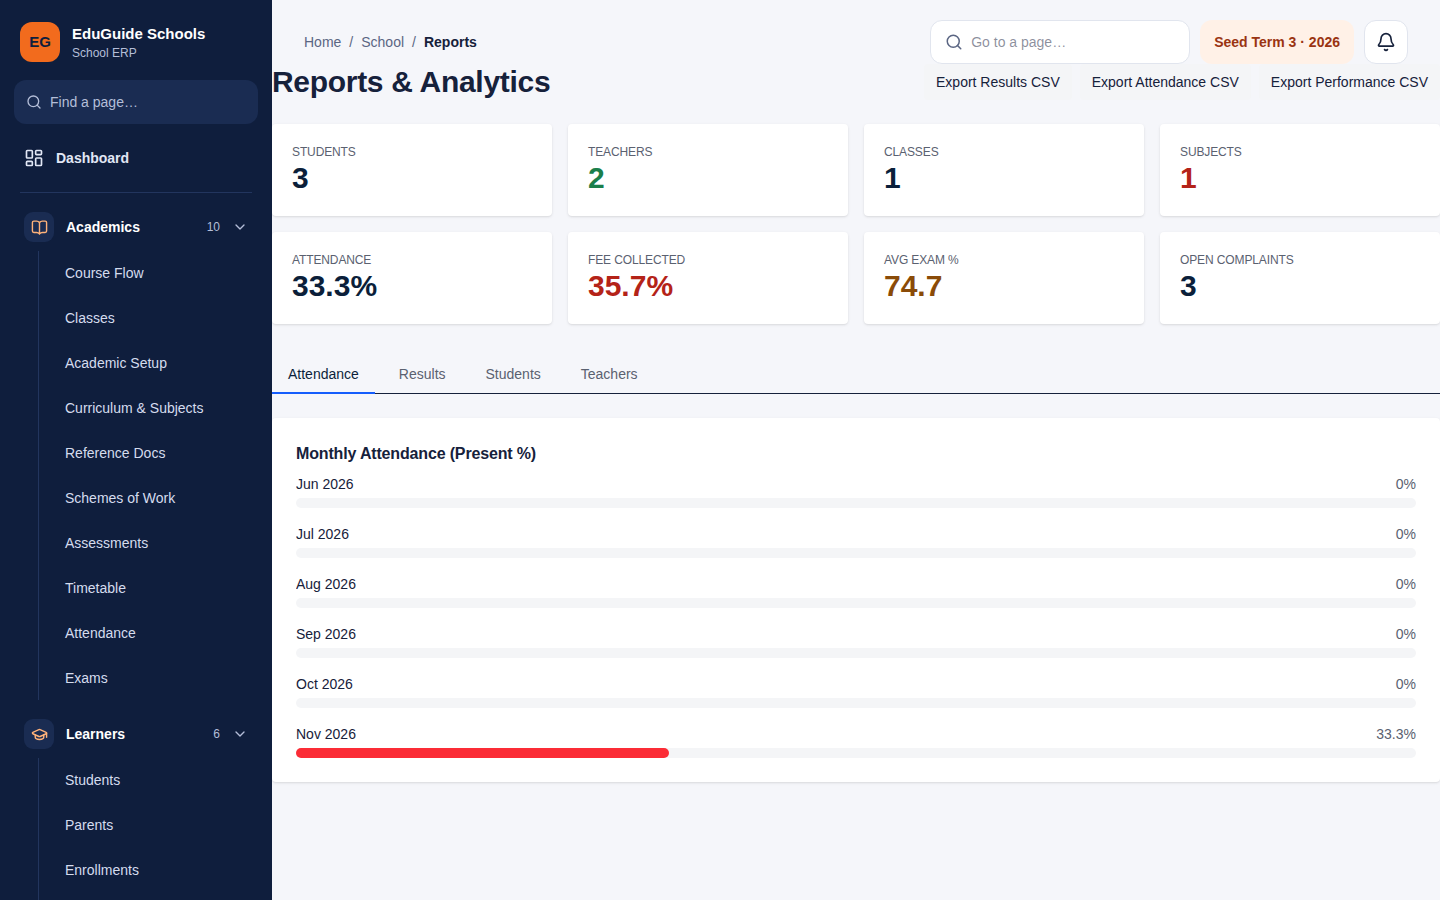 EG
EduGuide Schools
School ERP
Find a page…
Dashboard
Academics 10
Course Flow
Classes
Academic Setup
Curriculum & Subjects
Reference Docs
Schemes of Work
Assessments
Timetable
Attendance
Exams
Learners 6
Students
Parents
Enrollments
Home / School / Reports
Go to a page…
Seed Term 3 · 2026
Reports & Analytics
Export Results CSV
Export Attendance CSV
Export Performance CSV
STUDENTS
3
TEACHERS
2
CLASSES
1
SUBJECTS
1
ATTENDANCE
33.3%
FEE COLLECTED
35.7%
AVG EXAM %
74.7
OPEN COMPLAINTS
3
Attendance Results Students Teachers
Monthly Attendance (Present %)
Jun 2026 0%
Jul 2026 0%
Aug 2026 0%
Sep 2026 0%
Oct 2026 0%
Nov 2026 33.3%